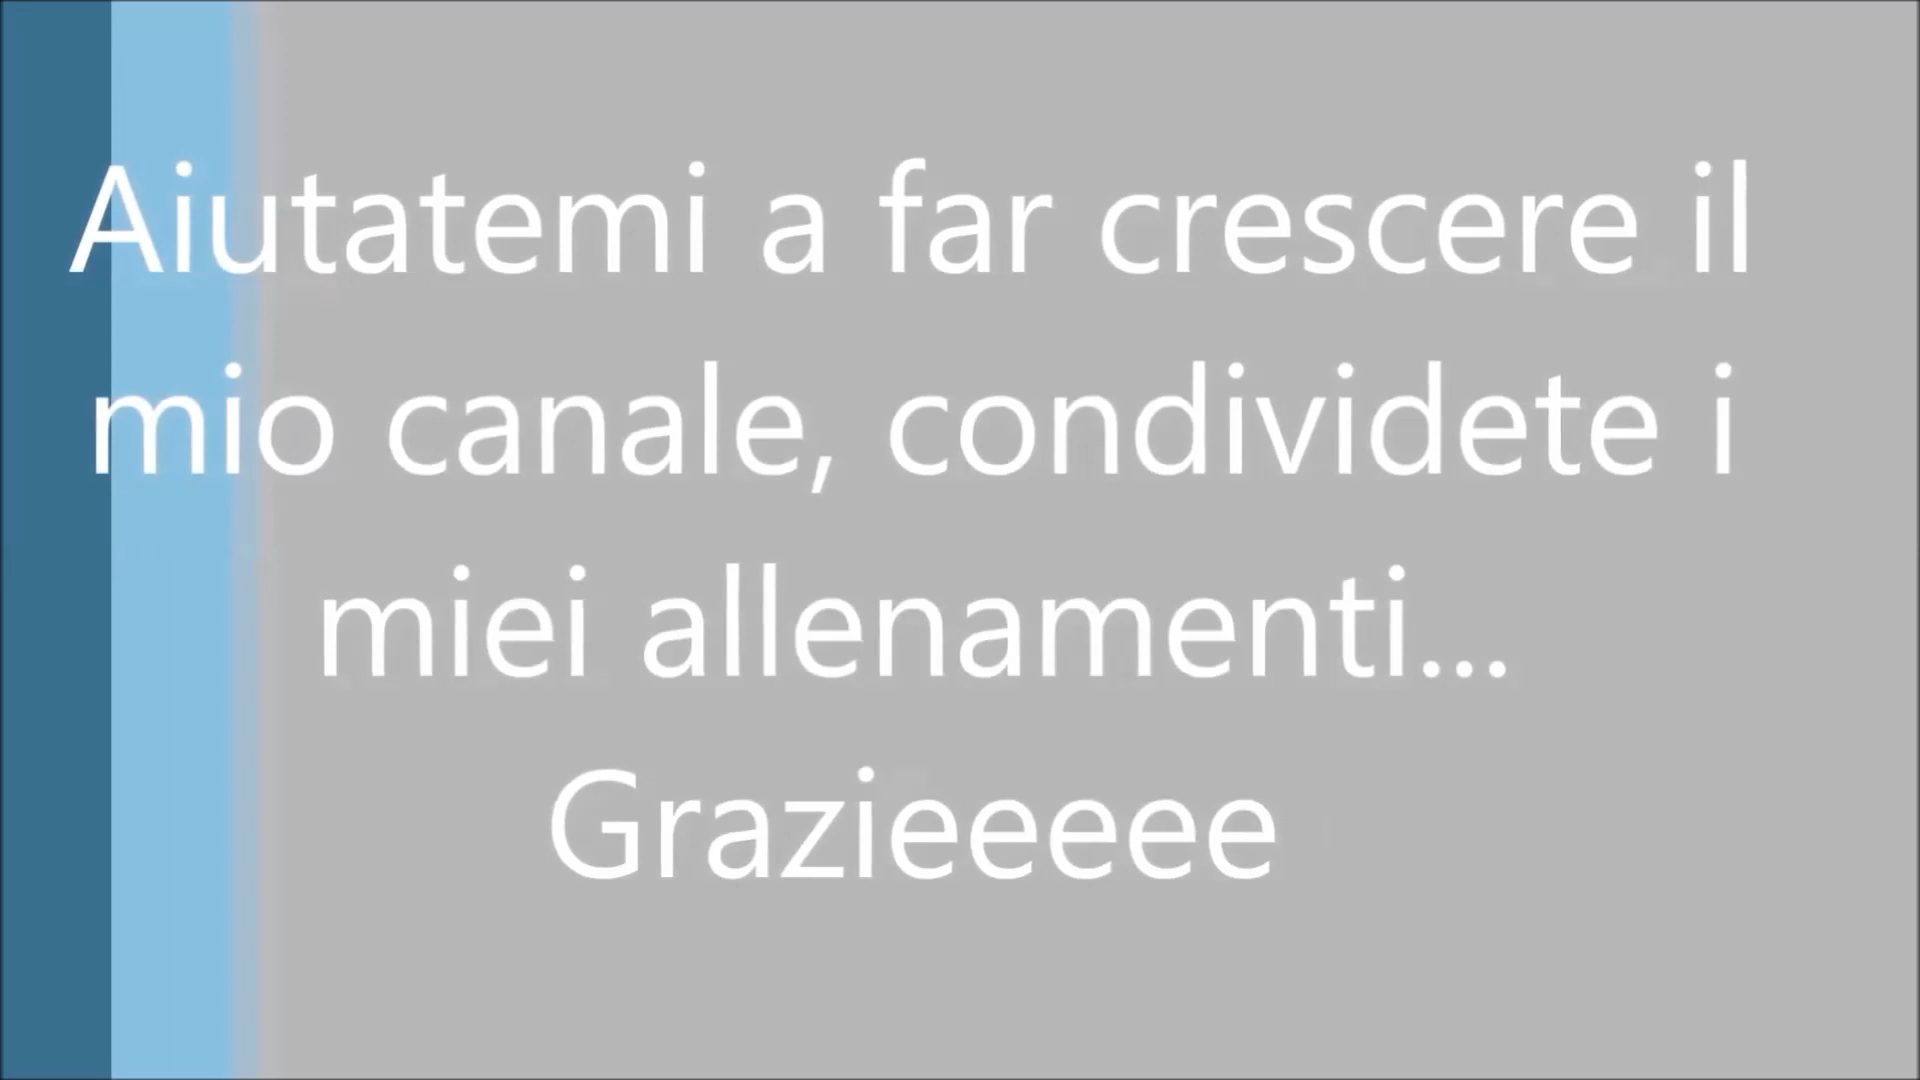 Aiutatemi a far crescere il
mio canale, condividete i
miei allenamenti...
Grazieeeee